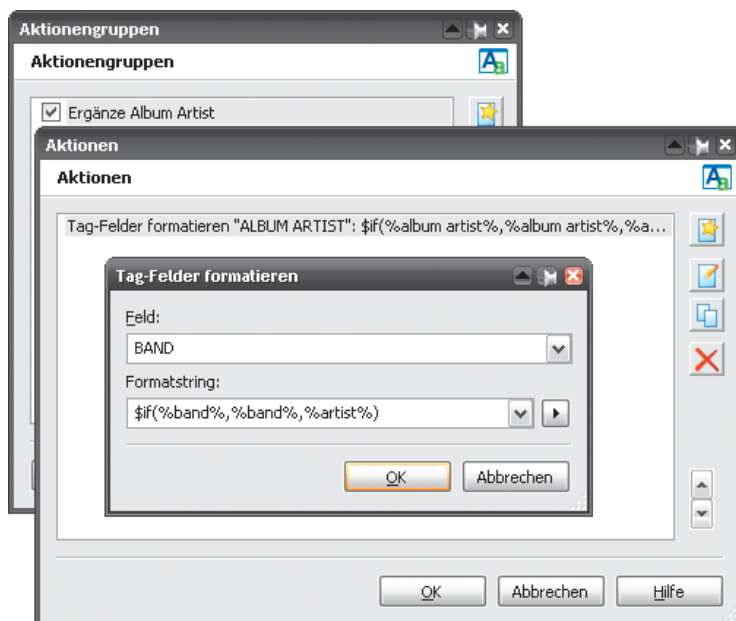 Aktionengruppen
Aktionengruppen
Ergänze Album Artist
Aktionen
Aktionen
Tag-Felder formatieren "ALBUM ARTIST": $if(%album artist%,%album artist%,%a...
Tag-Felder formatieren
Feld:
BAND
Formatstring:
$if(%band%,%band%,%artist%)
OK
Abbrechen
OK
Abbrechen
Hilfe